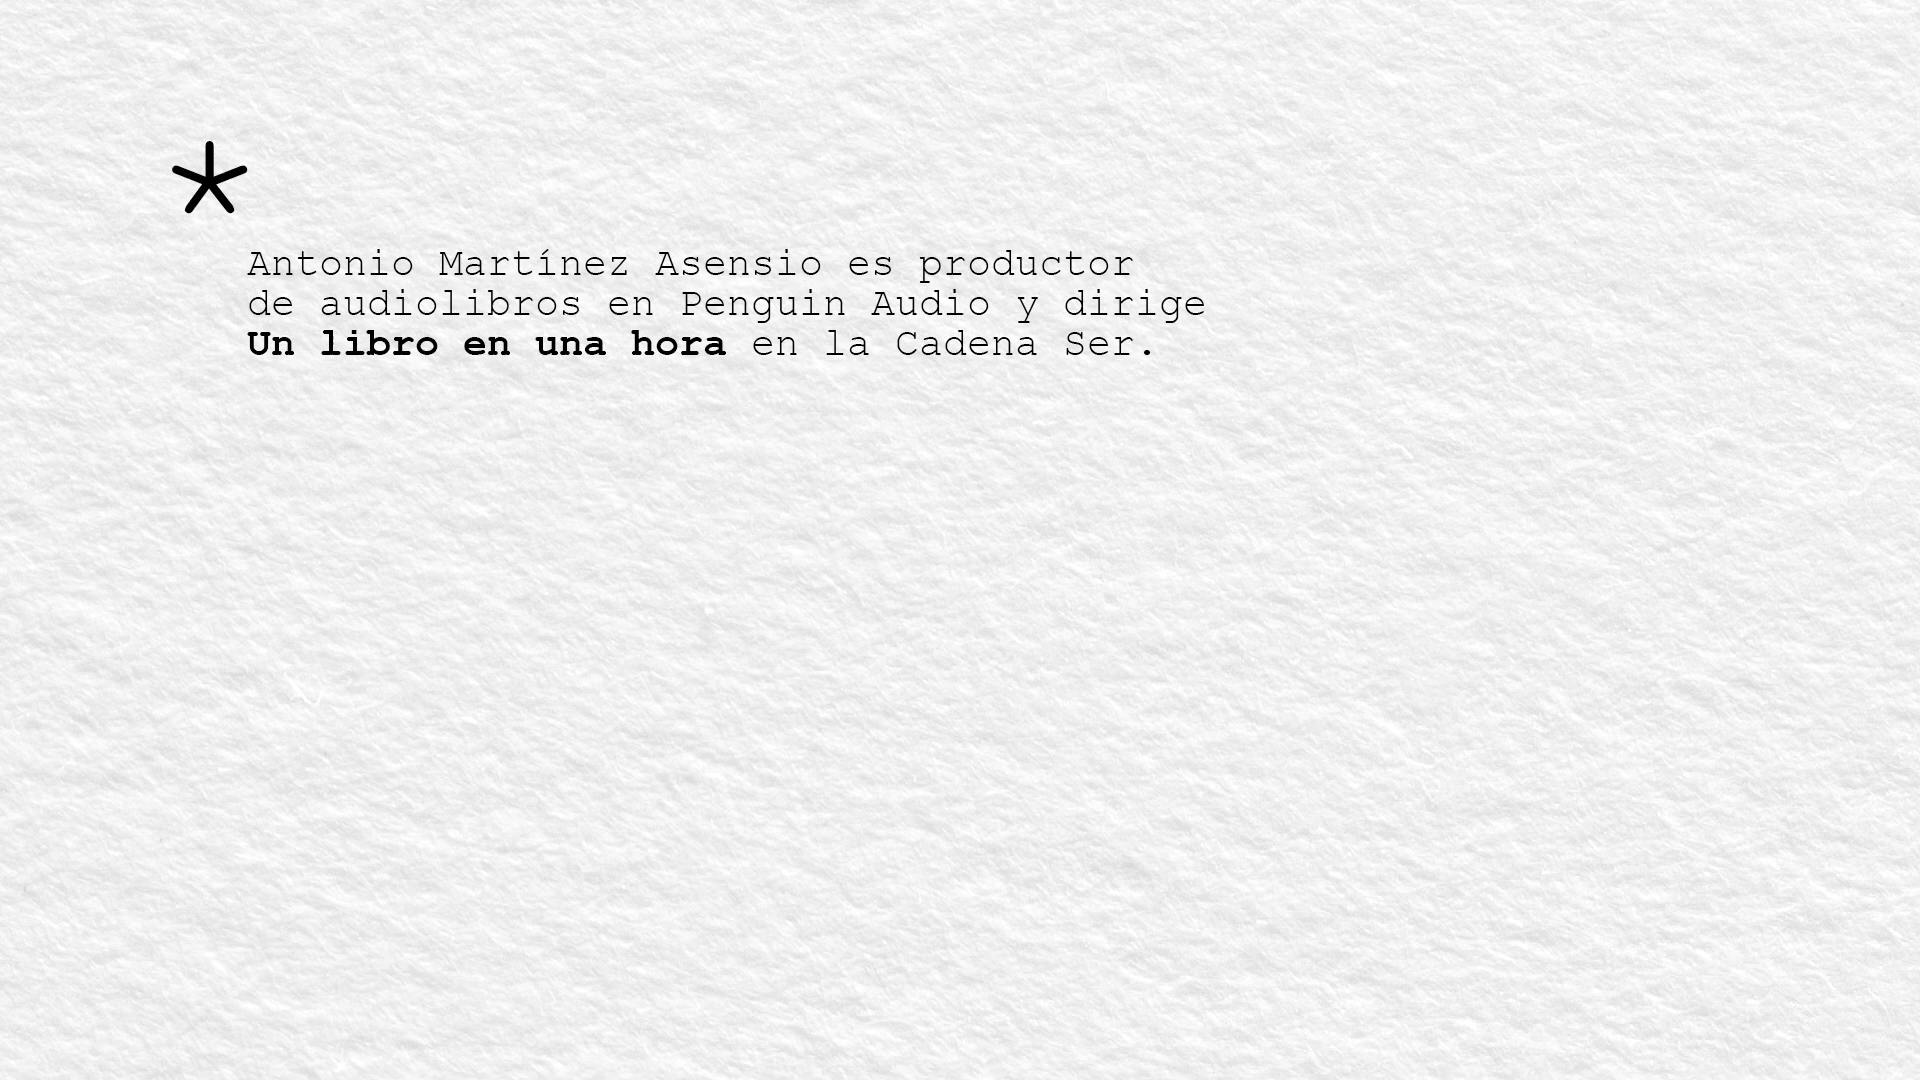 *
Antonio Martínez Asensio es productor
de audiolibros en Penguin Audio y dirige
Un libro en una hora en la Cadena Ser.